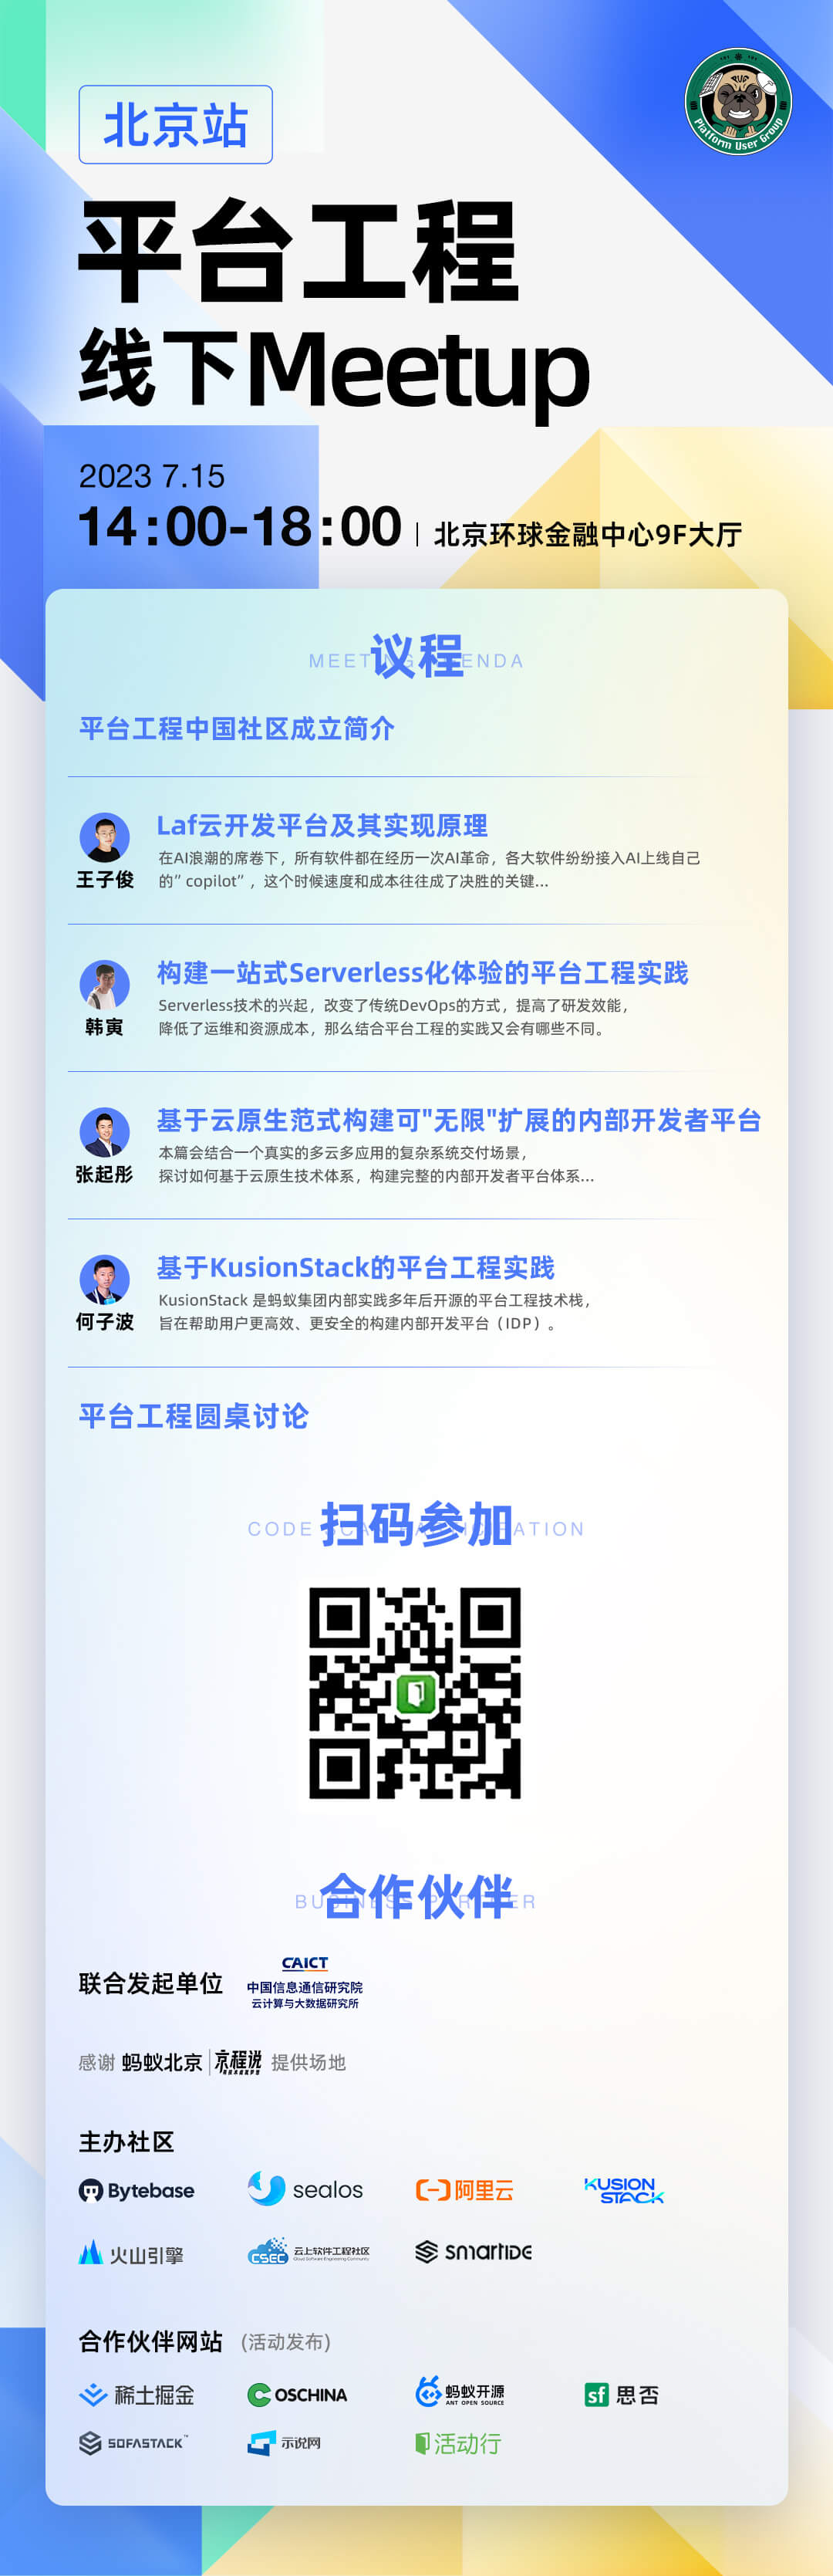 PUG
Platform User Group
北京站
平台工程
线下Meetup
2023 7.15
14:00-18:00 | 北京环球金融中心9F大厅
议程
平台工程中国社区成立简介
Laf云开发平台及其实现原理
在AI浪潮的席卷下，所有软件都在经历一次AI革命，各大软件纷纷接入AI上线自己
的” copilot”，这个时候速度和成本往往成了决胜的关键...
王子俊
构建一站式Serverless化体验的平台工程实践
Serverless技术的兴起，改变了传统DevOps的方式，提高了研发效能，
降低了运维和资源成本，那么结合平台工程的实践又会有哪些不同。
韩寅
基于云原生范式构建可"无限"扩展的内部开发者平台
本篇会结合一个真实的多云多应用的复杂系统交付场景，
探讨如何基于云原生技术体系，构建完整的内部开发者平台体系...
张起彤
基于KusionStack的平台工程实践
KusionStack 是蚂蚁集团内部实践多年后开源的平台工程技术栈，
旨在帮助用户更高效、更安全的构建内部开发平台（IDP）。
何子波
平台工程圆桌讨论
扫码参加
合作伙伴
联合发起单位
CAICT
中国信息通信研究院
云计算与大数据研究所
感谢 蚂蚁北京 | 京程说 提供场地
主办社区
Bytebase
sealos
阿里云
KUSION
STACK
火山引擎
CSEC 云上软件工程社区
Cloud Software Engineering Community
SMARTIDE
合作伙伴网站 (活动发布)
稀土掘金
OSCHINA
蚂蚁开源
ANT OPEN SOURCE
sf 思否
SOFASTACK™
示说网
活动行